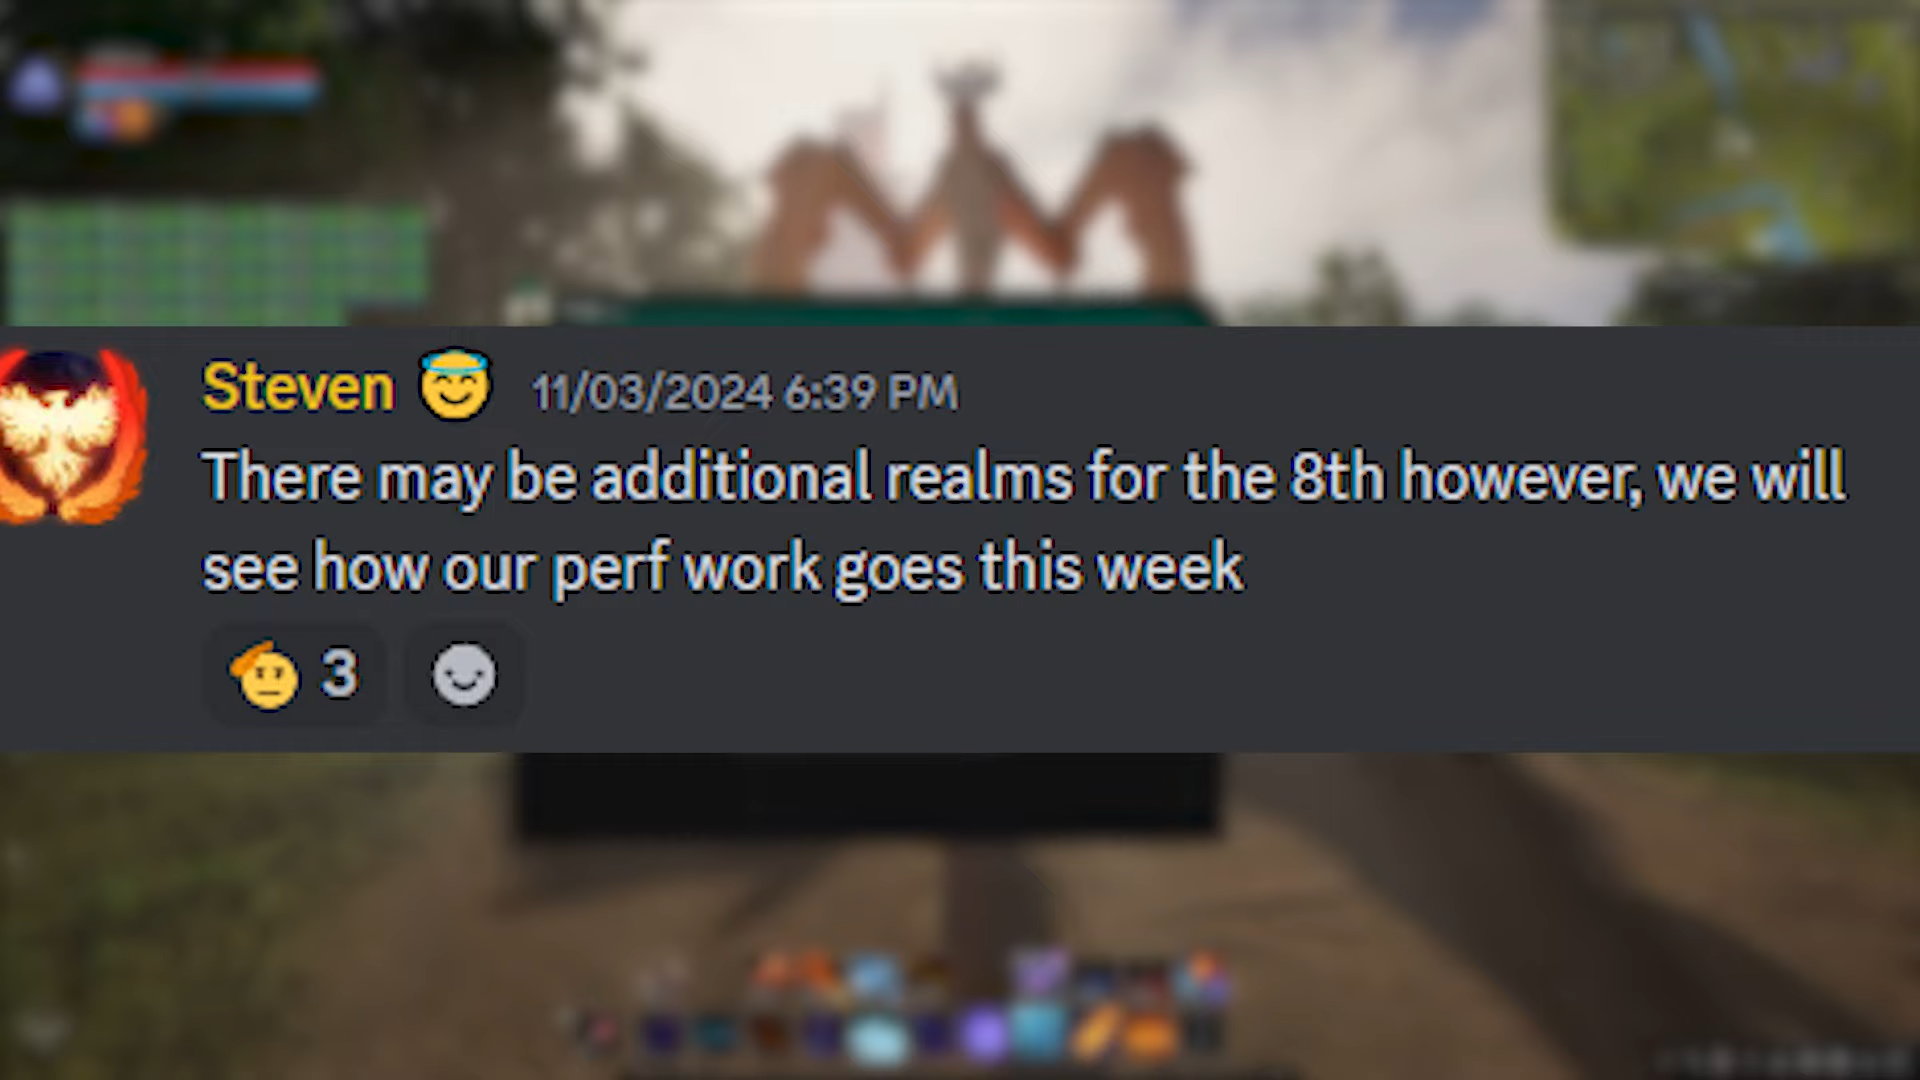 Steven 😇 11/03/2024 6:39 PM
There may be additional realms for the 8th however, we will
see how our perf work goes this week
3